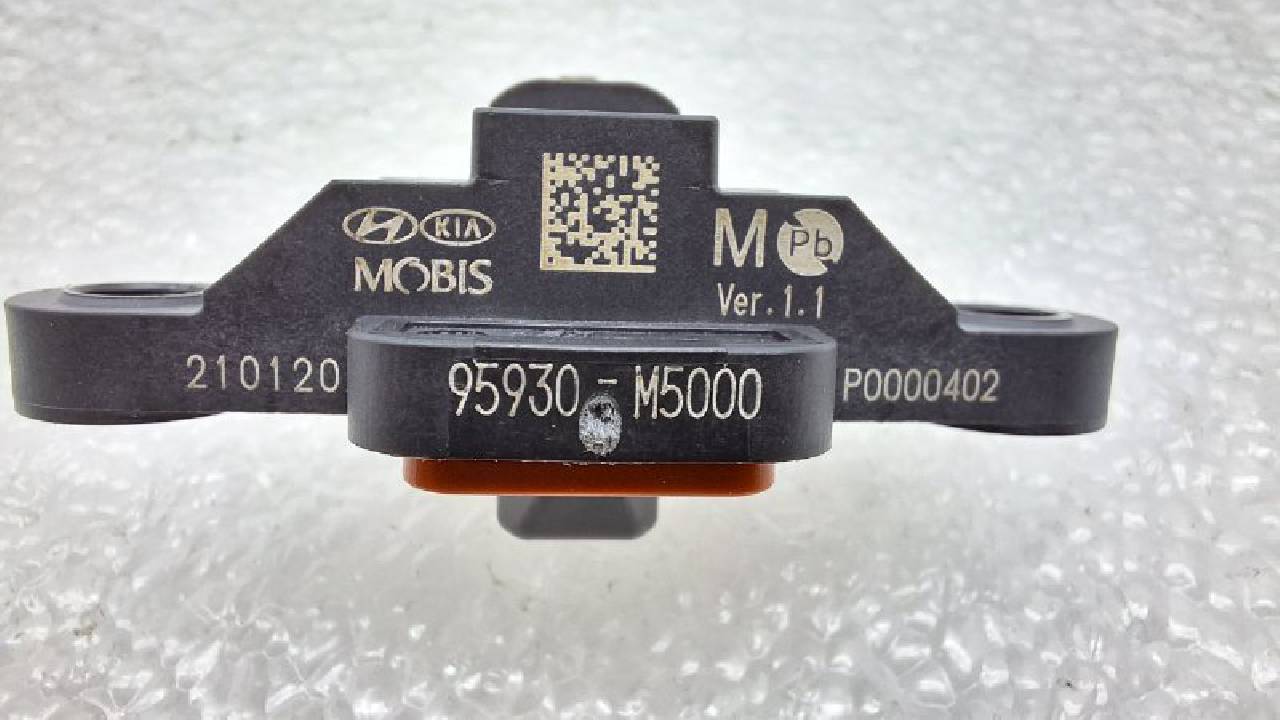 KIA
MOBIS
M Pb
Ver.1.1
210120
95930-M5000
P0000402